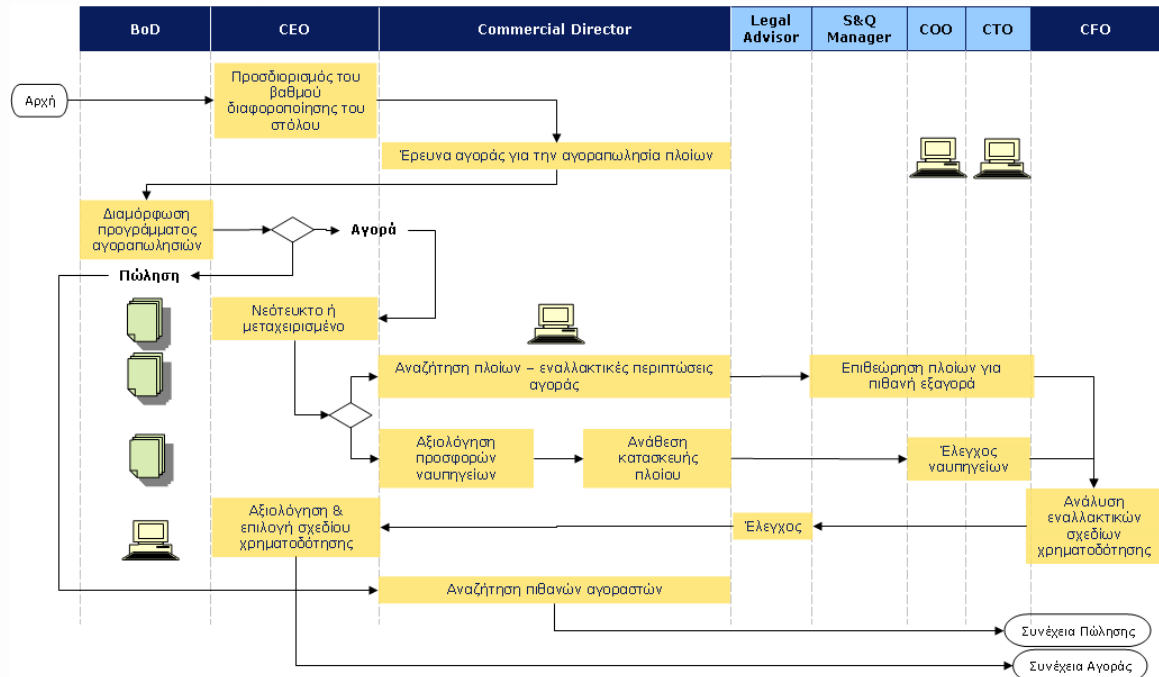 BoD
CEO
Commercial Director
Legal
Advisor
S&Q
Manager
COO
CTO
CFO
Αρχή
Προσδιορισμός του
βαθμού
διαφοροποίησης του
στόλου
Έρευνα αγοράς για την αγοραπωλησία πλοίων
Διαμόρφωση
προγράμματος
αγοραπωλησιών
Αγορά
Πώληση
Νεότευκτο ή
μεταχειρισμένο
Αναζήτηση πλοίων – εναλλακτικές περιπτώσεις
αγοράς
Επιθεώρηση πλοίων για
πιθανή εξαγορά
Αξιολόγηση
προσφορών
ναυπηγείων
Ανάθεση
κατασκευής
πλοίου
Έλεγχος
ναυπηγείων
Αξιολόγηση &
επιλογή σχεδίου
χρηματοδότησης
Έλεγχος
Ανάλυση
εναλλακτικών
σχεδίων
χρηματοδότησης
Αναζήτηση πιθανών αγοραστών
Συνέχεια Πώλησης
Συνέχεια Αγοράς